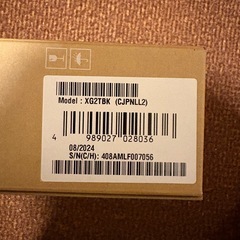 Model : XG2TBK (CJPNLL2)
4 989027 028036
08/2024
S/N(C/H): 408AMLF007056